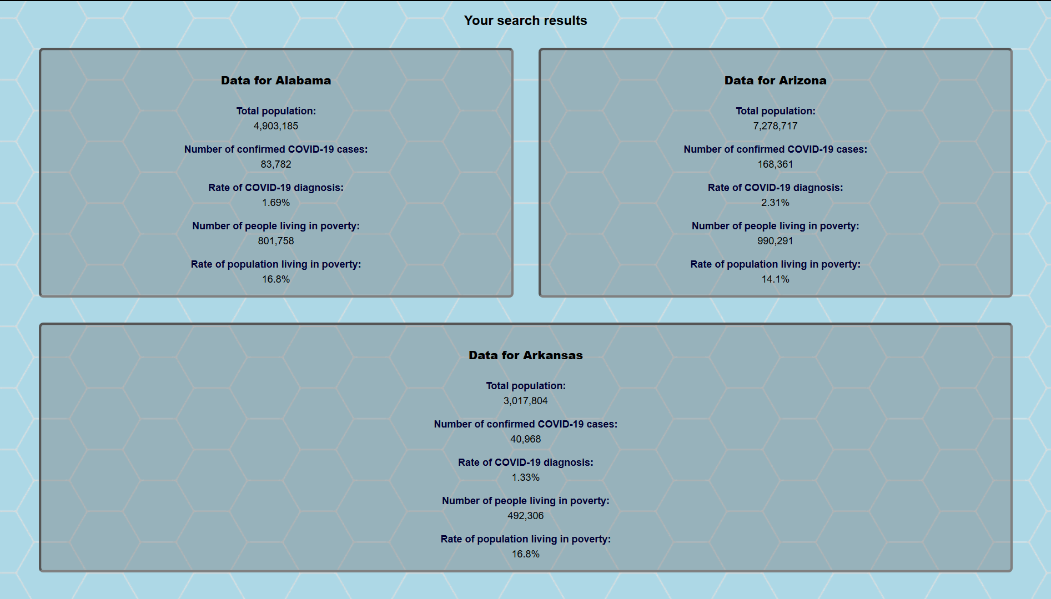 Your search results
Data for Alabama
Total population:
4,903,185
Number of confirmed COVID-19 cases:
83,782
Rate of COVID-19 diagnosis:
1.69%
Number of people living in poverty:
801,758
Rate of population living in poverty:
16.8%
Data for Arizona
Total population:
7,278,717
Number of confirmed COVID-19 cases:
168,361
Rate of COVID-19 diagnosis:
2.31%
Number of people living in poverty:
990,291
Rate of population living in poverty:
14.1%
Data for Arkansas
Total population:
3,017,804
Number of confirmed COVID-19 cases:
40,968
Rate of COVID-19 diagnosis:
1.33%
Number of people living in poverty:
492,306
Rate of population living in poverty:
16.8%